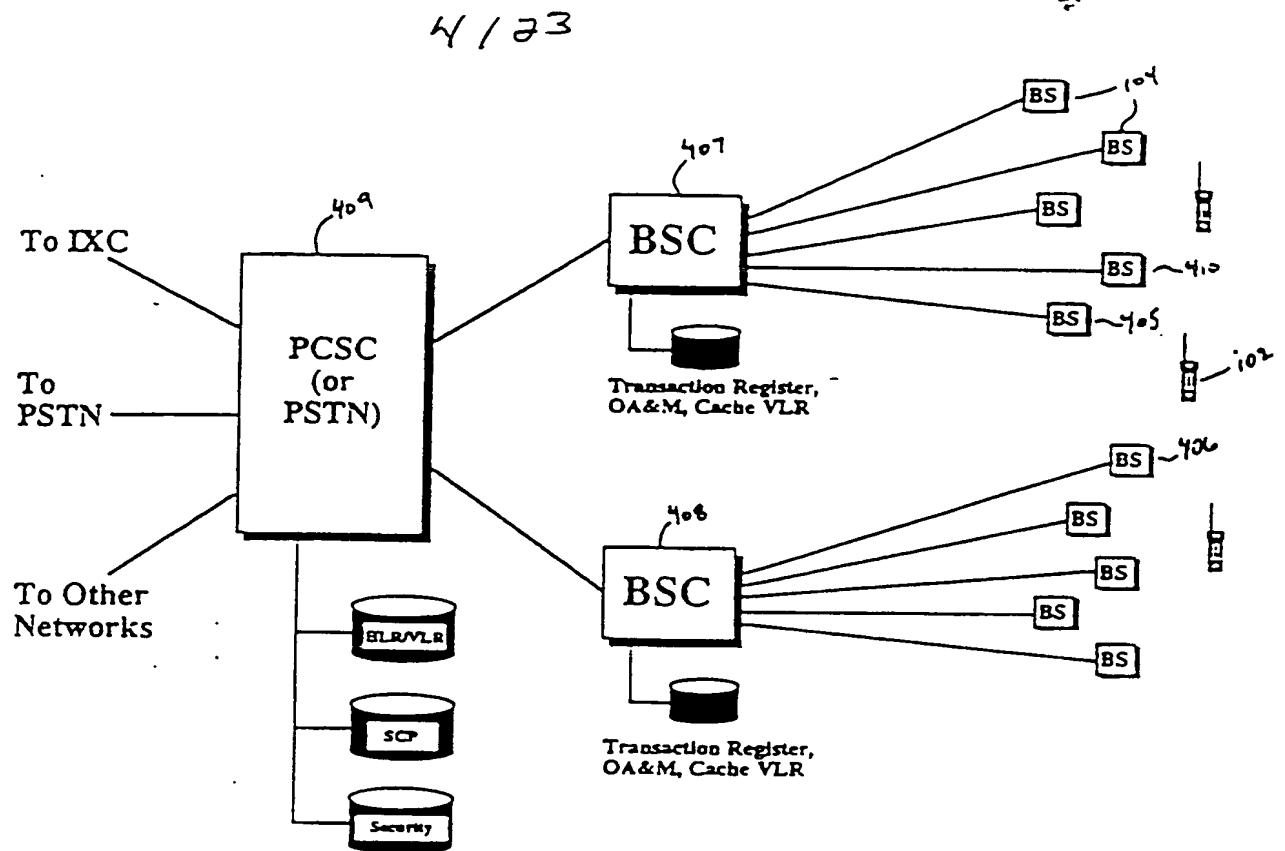 4/23
BS
104
BS
407
BS
409
To IXC
BSC
BS
410
BS
405
PCSC
(or
PSTN)
To
PSTN
102
Transaction Register,
OA&M, Cache VLR
BS
406
408
BS
BSC
BS
To Other
Networks
BS
HLR/VLR
BS
SCP
Transaction Register,
OA&M, Cache VLR
Security